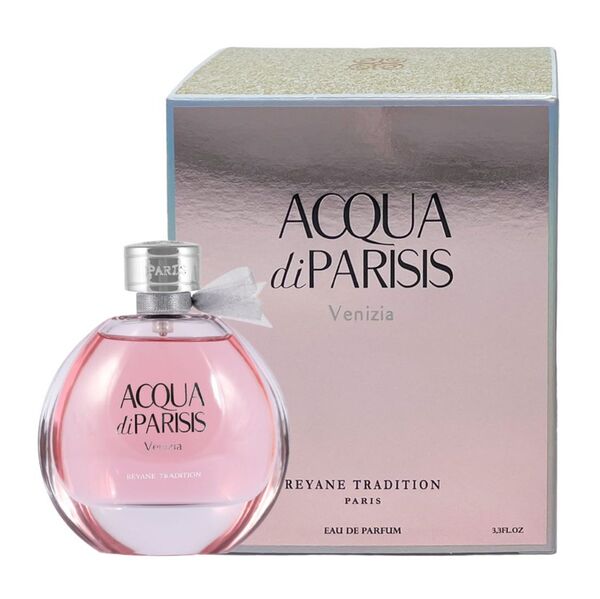 ACQUA
diPARISIS
Venizia
REYANE TRADITION
PARIS
EAU DE PARFUM
3,3FL.OZ
PARIS
ACQUA
diPARISIS
Venizia
REYANE TRADITION